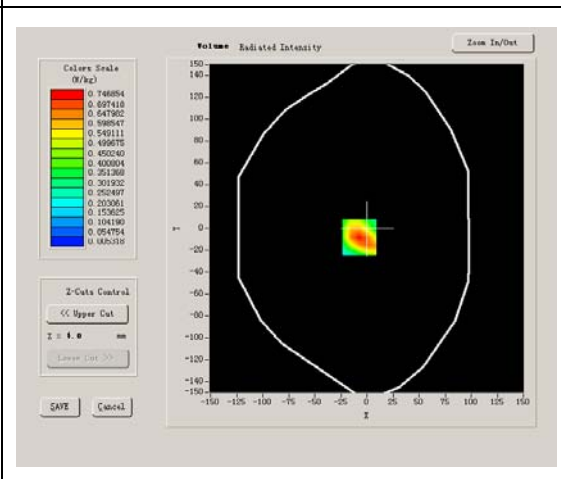 Volume Radiated Intensity
Zoom In/Out
Colors Scale
(W/kg)
0.746854
0.697418
0.647982
0.598547
0.549111
0.499675
0.450240
0.400804
0.351368
0.301932
0.252497
0.203061
0.153625
0.104190
0.054754
0.005318
Z-Cuts Control
<< Upper Cut
mm
Lower Cut >>
SAVE Cancel
150
120
100
80
60
40
20
0
-20
-40
-60
-80
-100
-120
-140
-150
Y
-150 -125 -100 -75 -50 -25 0 25 50 75 100 125 150
X